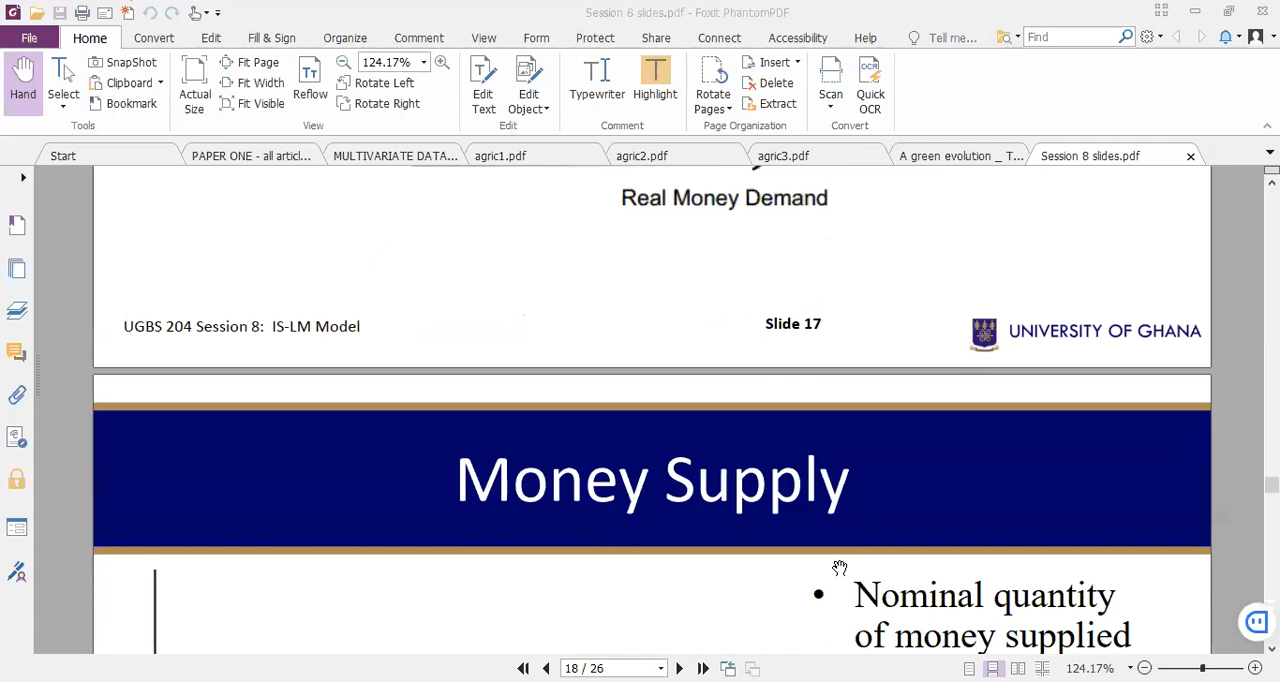 Session 8 slides.pdf - Foxit PhantomPDF
File Home Convert Edit Fill & Sign Organize Comment View Form Protect Share Connect Accessibility Help Tell me... Find
Hand
Select
SnapShot
Clipboard
Bookmark
Tools
Actual Size
Fit Page
Fit Width
Fit Visible
Reflow
Rotate Left
Rotate Right
View
124.17%
Edit Text
Edit Object
Edit
Typewriter
Highlight
Comment
Rotate Pages
Insert
Delete
Extract
Page Organization
Scan
Quick OCR
OCR
Convert
Start PAPER ONE - all articl... MULTIVARIATE DATA... agric1.pdf agric2.pdf agric3.pdf A green evolution _ T... Session 8 slides.pdf
Real Money Demand
UGBS 204 Session 8: IS-LM Model
Slide 17
UNIVERSITY OF GHANA
Money Supply
• Nominal quantity
of money supplied
18 / 26
124.17%